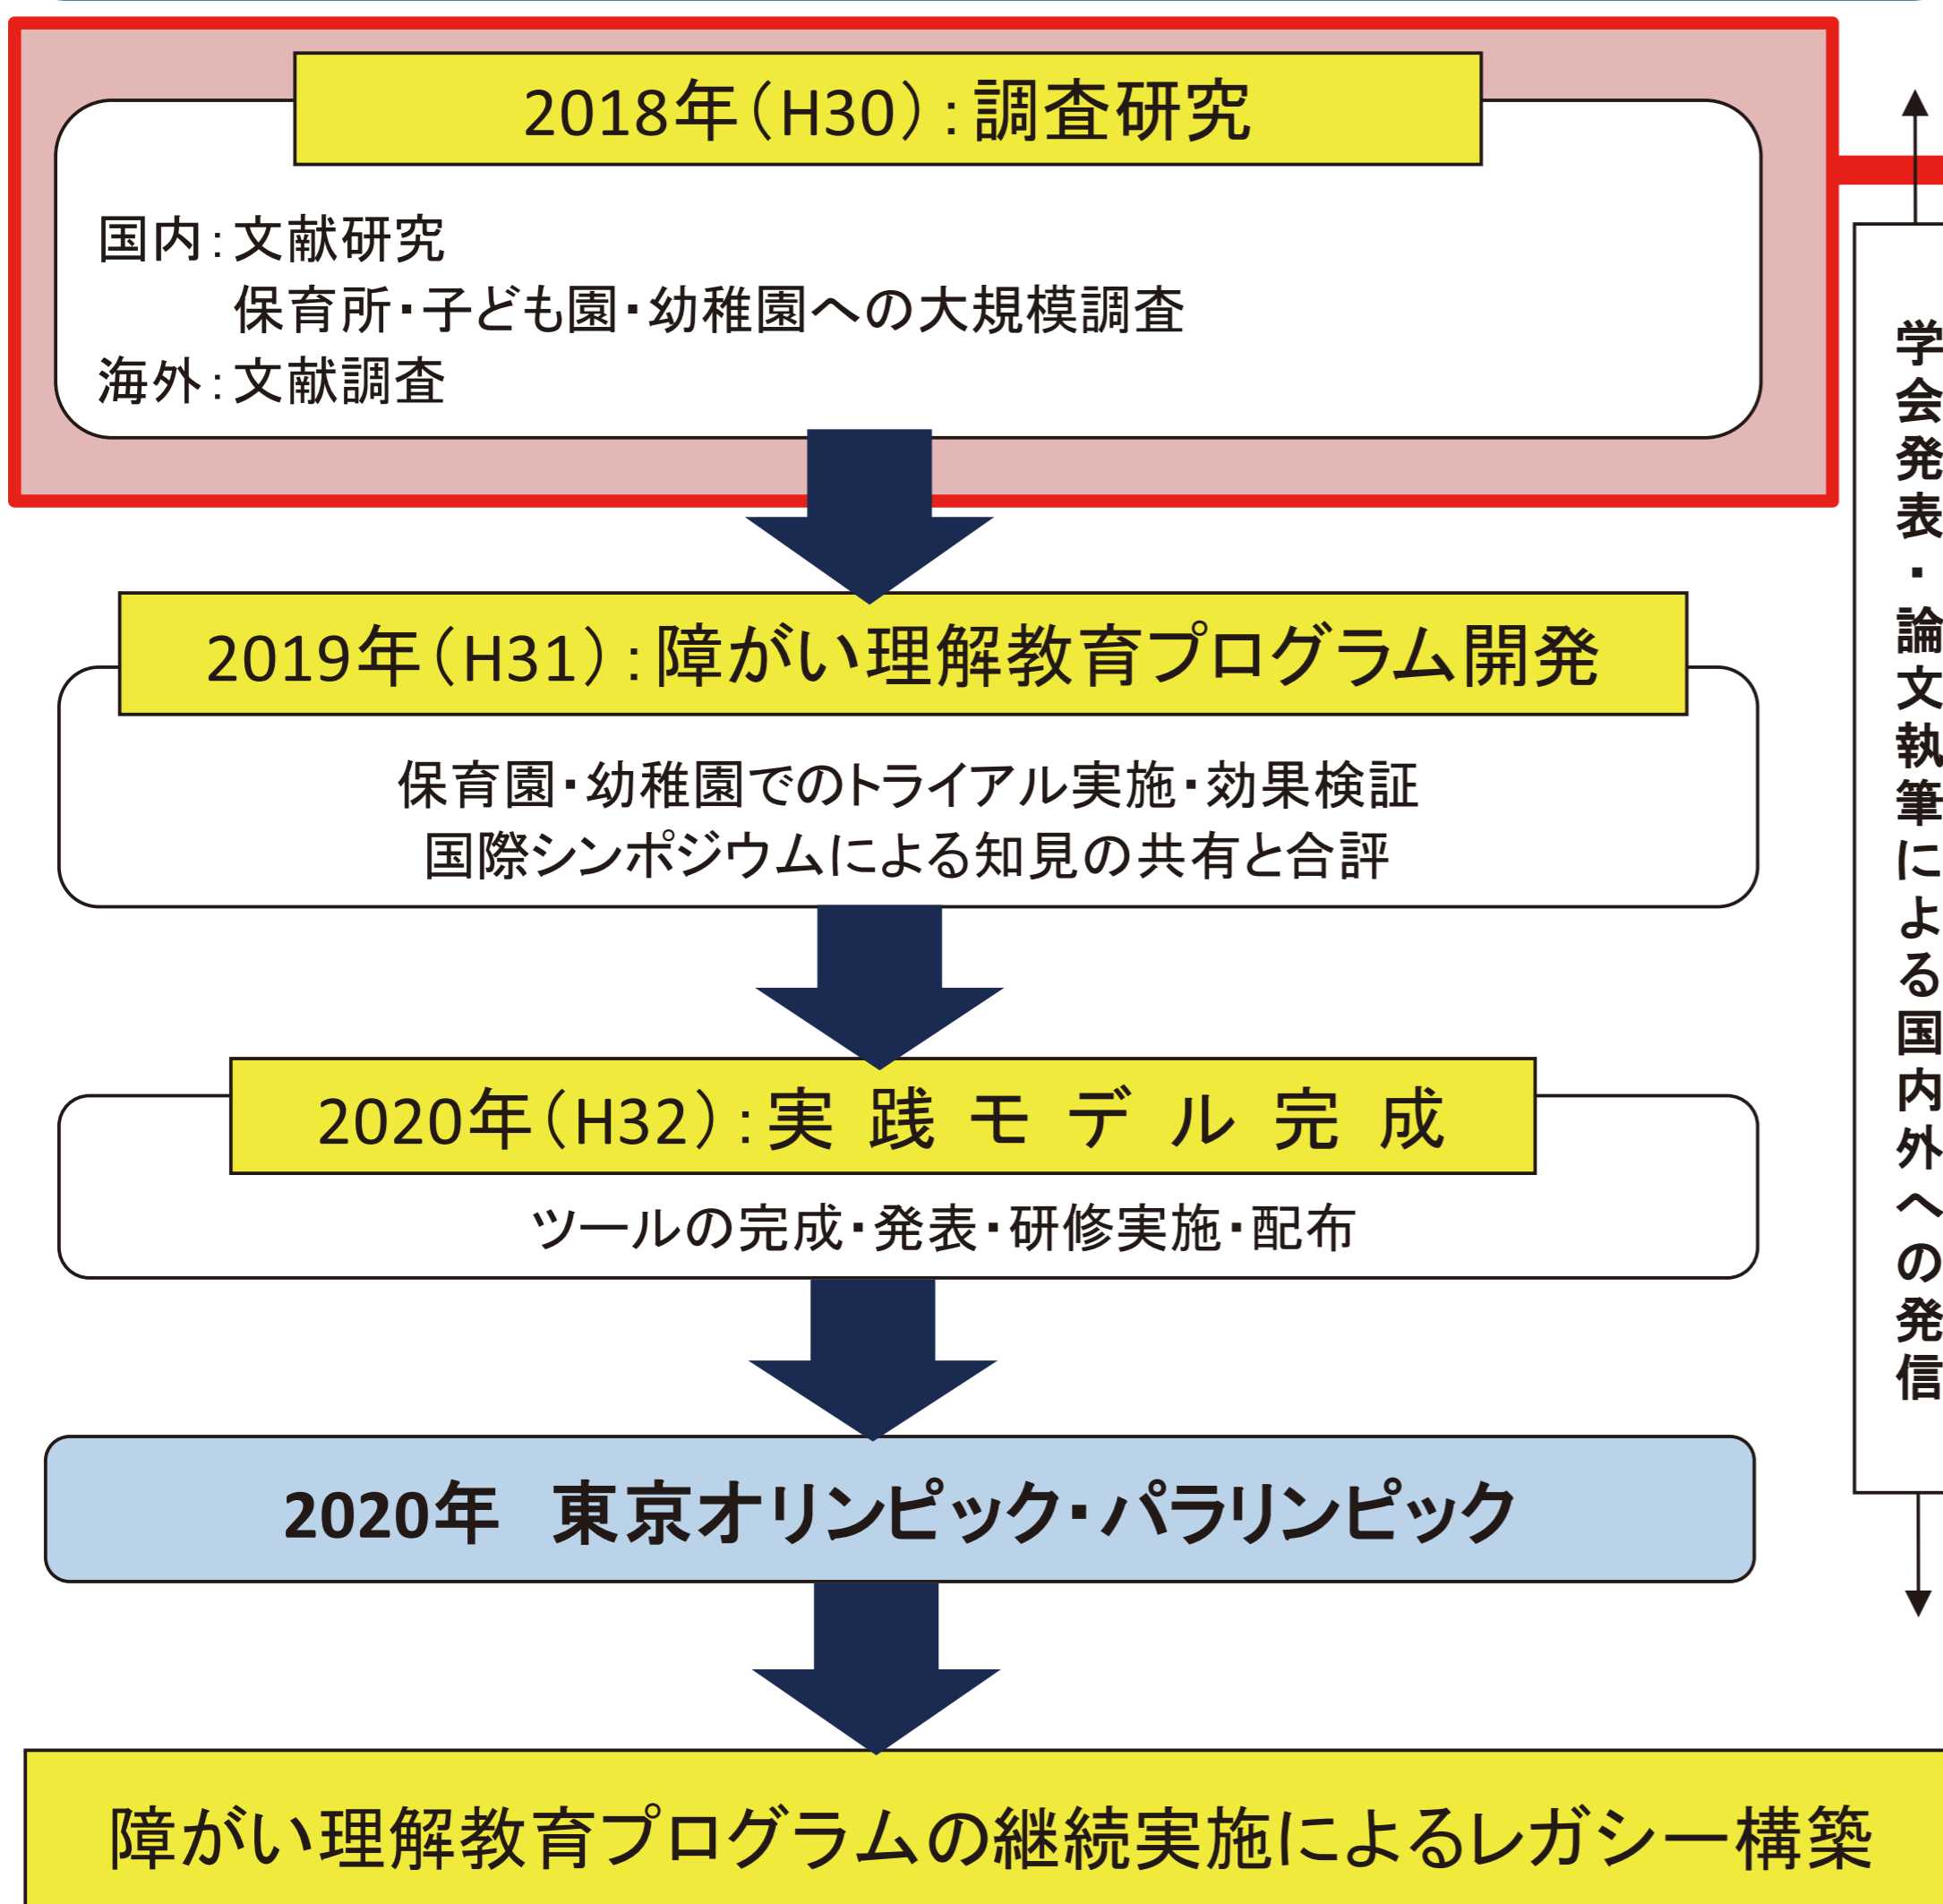 2018年（H30）：調査研究
国内：文献研究
保育所・子ども園・幼稚園への大規模調査
海外：文献調査
2019年（H31）：障がい理解教育プログラム開発
保育園・幼稚園でのトライアル実施・効果検証
国際シンポジウムによる知見の共有と合評
2020年（H32）：実践モデル完成
ツールの完成・発表・研修実施・配布
2020年　東京オリンピック・パラリンピック
障がい理解教育プログラムの継続実施によるレガシー構築
学会発表・論文執筆による国内外への発信